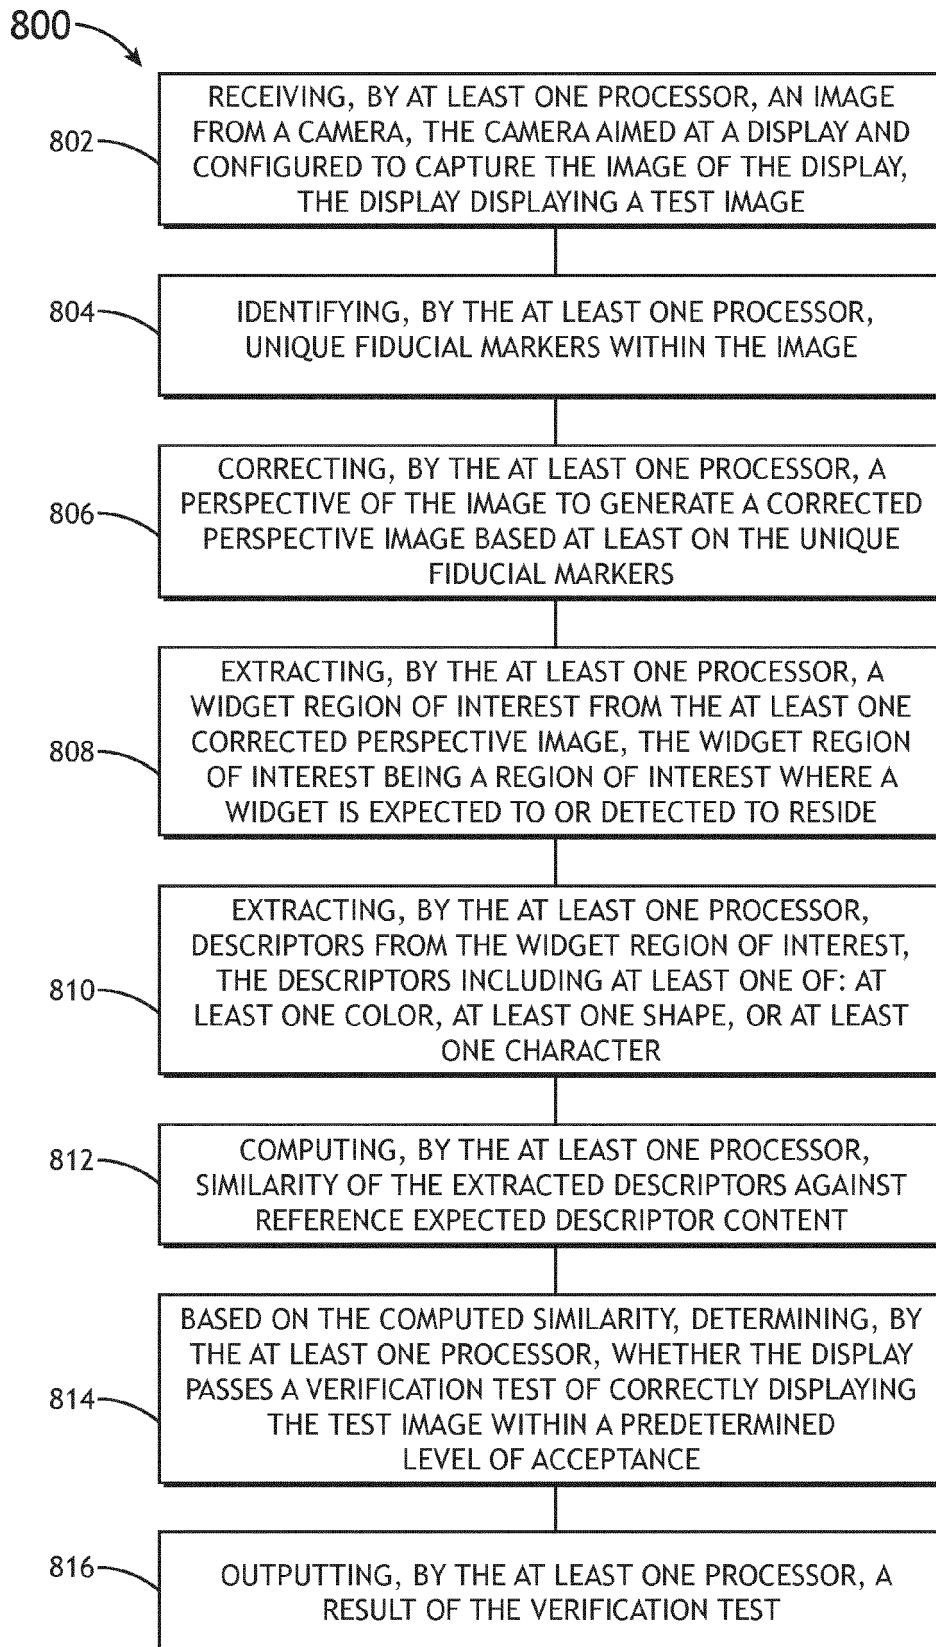 800
802
RECEIVING, BY AT LEAST ONE PROCESSOR, AN IMAGE
FROM A CAMERA, THE CAMERA AIMED AT A DISPLAY AND
CONFIGURED TO CAPTURE THE IMAGE OF THE DISPLAY,
THE DISPLAY DISPLAYING A TEST IMAGE
804
IDENTIFYING, BY THE AT LEAST ONE PROCESSOR,
UNIQUE FIDUCIAL MARKERS WITHIN THE IMAGE
806
CORRECTING, BY THE AT LEAST ONE PROCESSOR, A
PERSPECTIVE OF THE IMAGE TO GENERATE A CORRECTED
PERSPECTIVE IMAGE BASED AT LEAST ON THE UNIQUE
FIDUCIAL MARKERS
808
EXTRACTING, BY THE AT LEAST ONE PROCESSOR, A
WIDGET REGION OF INTEREST FROM THE AT LEAST ONE
CORRECTED PERSPECTIVE IMAGE, THE WIDGET REGION
OF INTEREST BEING A REGION OF INTEREST WHERE A
WIDGET IS EXPECTED TO OR DETECTED TO RESIDE
810
EXTRACTING, BY THE AT LEAST ONE PROCESSOR,
DESCRIPTORS FROM THE WIDGET REGION OF INTEREST,
THE DESCRIPTORS INCLUDING AT LEAST ONE OF: AT
LEAST ONE COLOR, AT LEAST ONE SHAPE, OR AT LEAST
ONE CHARACTER
812
COMPUTING, BY THE AT LEAST ONE PROCESSOR,
SIMILARITY OF THE EXTRACTED DESCRIPTORS AGAINST
REFERENCE EXPECTED DESCRIPTOR CONTENT
814
BASED ON THE COMPUTED SIMILARITY, DETERMINING, BY
THE AT LEAST ONE PROCESSOR, WHETHER THE DISPLAY
PASSES A VERIFICATION TEST OF CORRECTLY DISPLAYING
THE TEST IMAGE WITHIN A PREDETERMINED
LEVEL OF ACCEPTANCE
816
OUTPUTTING, BY THE AT LEAST ONE PROCESSOR, A
RESULT OF THE VERIFICATION TEST